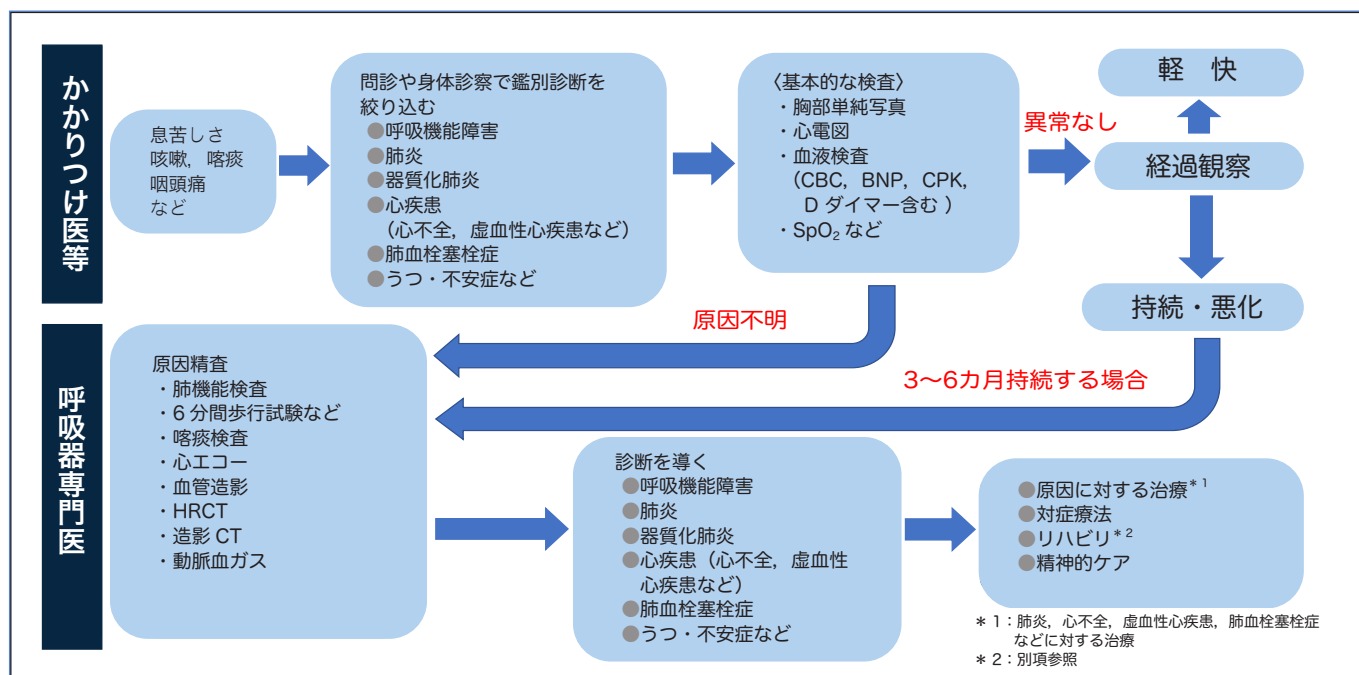 かかりつけ医等
息苦しさ
咳嗽，喀痰
咽頭痛
など
問診や身体診察で鑑別診断を
絞り込む
●呼吸機能障害
●肺炎
●器質化肺炎
●心疾患
（心不全，虚血性心疾患など）
●肺血栓塞栓症
●うつ・不安症など
〈基本的な検査〉
・胸部単純写真
・心電図
・血液検査
（CBC，BNP，CPK，
D ダイマー含む ）
・SpO₂ など
異常なし
軽　快
経過観察
持続・悪化
原因不明
3〜6カ月持続する場合
呼吸器専門医
原因精査
・肺機能検査
・6 分間歩行試験など
・喀痰検査
・心エコー
・血管造影
・HRCT
・造影 CT
・動脈血ガス
診断を導く
●呼吸機能障害
●肺炎
●器質化肺炎
●心疾患（心不全，虚血性
心疾患など）
●肺血栓塞栓症
●うつ・不安症など
●原因に対する治療＊1
●対症療法
●リハビリ＊2
●精神的ケア
＊1：肺炎，心不全，虚血性心疾患，肺血栓塞栓症
などに対する治療
＊2：別項参照